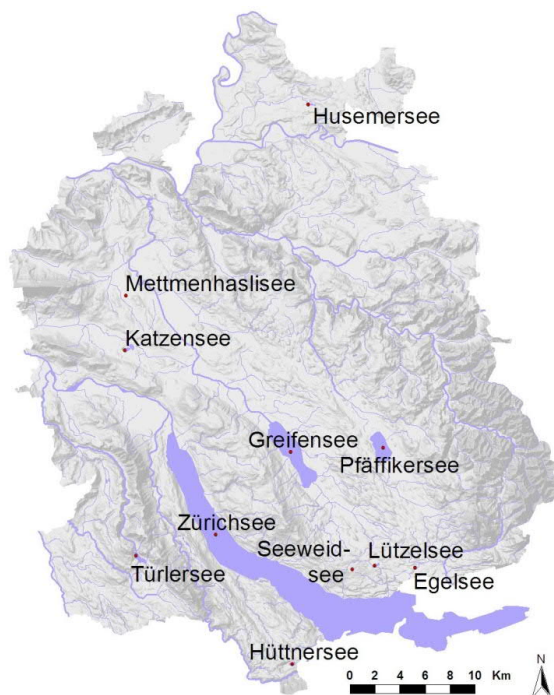 Husemersee
Mettmenhaslisee
Katzensee
Greifensee
Pfäffikersee
Zürichsee
Seeweid-
see
Lützelsee
Egelsee
Türlersee
Hüttnersee
0 2 4 6 8 10 Km
N